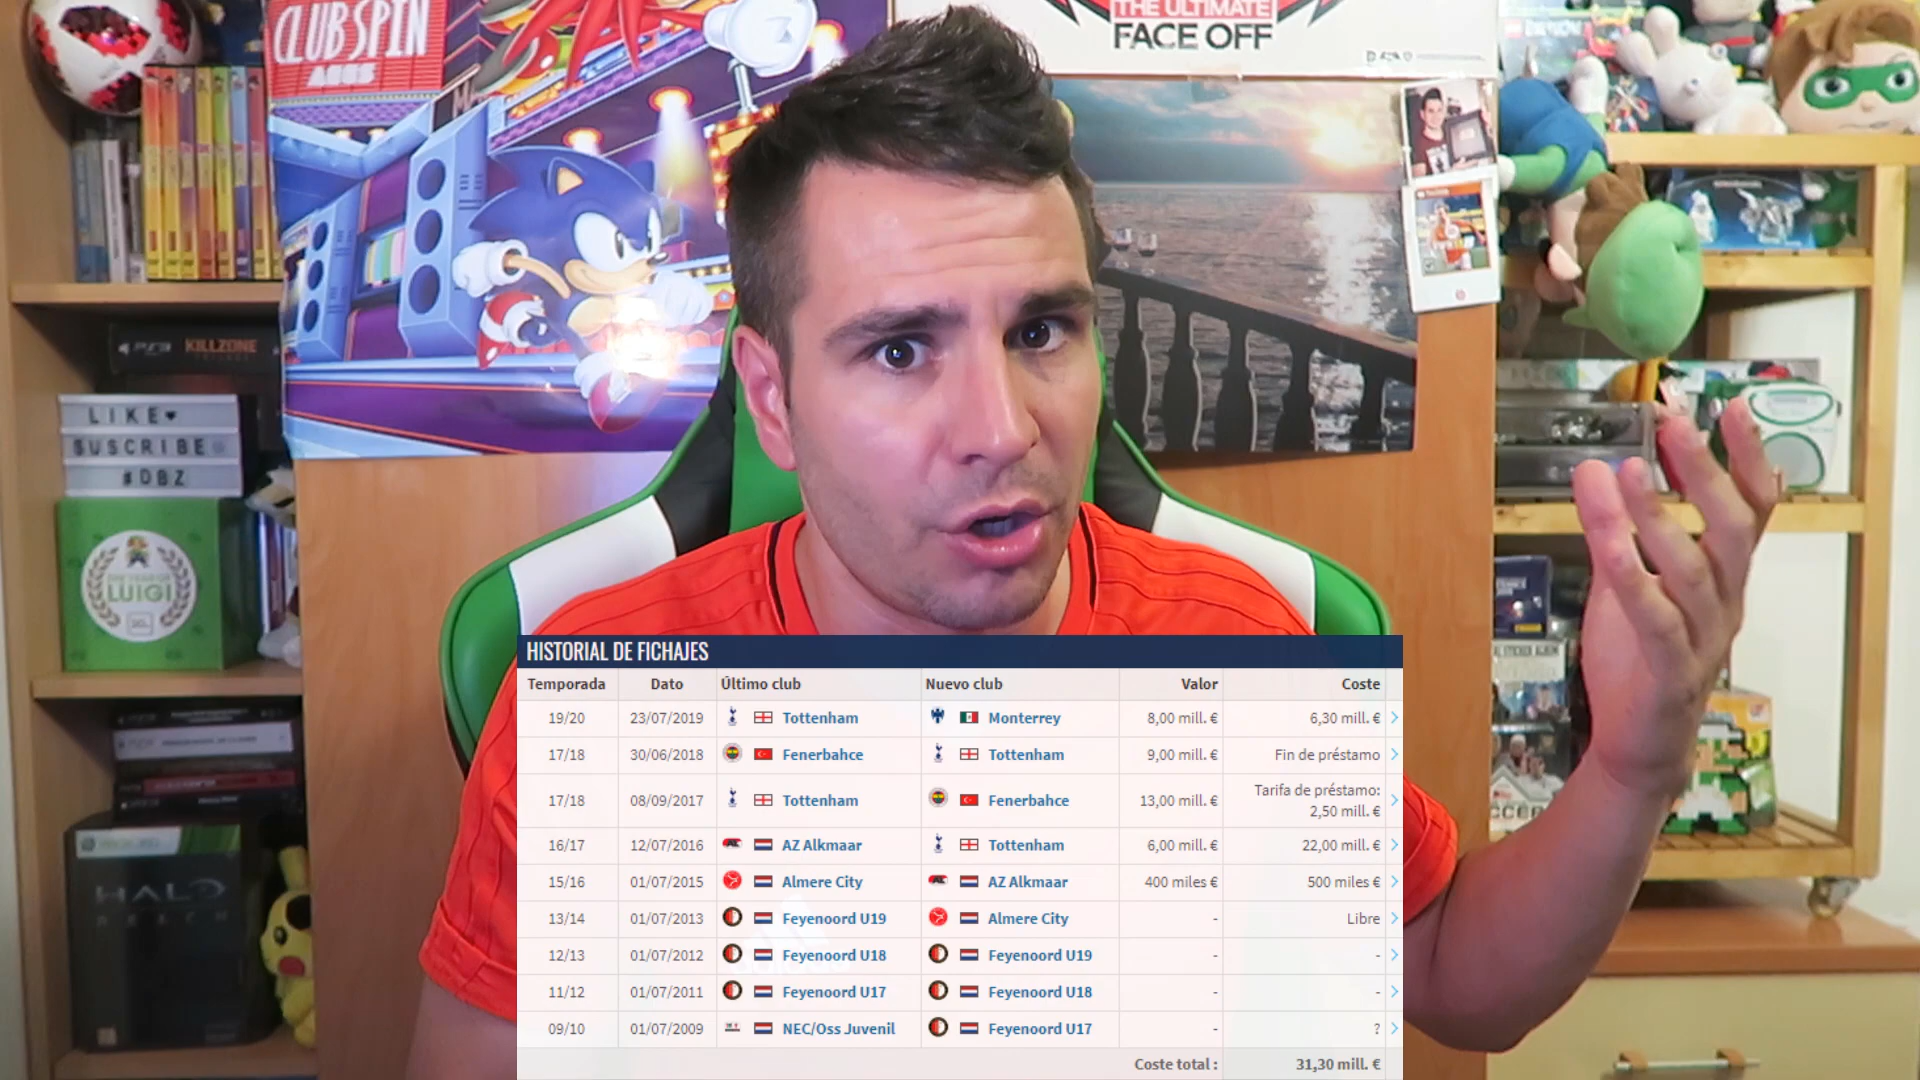 CLUB SPIN
THE ULTIMATE
FACE OFF
PS3 KILLZONE
LIKE♥
SUSCRIBE
#DBZ
LUIGI
HALO
HISTORIAL DE FICHAJES
Temporada Dato Último club Nuevo club Valor Coste
19/20 23/07/2019 Tottenham Monterrey 8,00 mill. € 6,30 mill. €
17/18 30/06/2018 Fenerbahce Tottenham 9,00 mill. € Fin de préstamo
17/18 08/09/2017 Tottenham Fenerbahce 13,00 mill. € Tarifa de préstamo:
2,50 mill. €
16/17 12/07/2016 AZ Alkmaar Tottenham 6,00 mill. € 22,00 mill. €
15/16 01/07/2015 Almere City AZ Alkmaar 400 miles € 500 miles €
13/14 01/07/2013 Feyenoord U19 Almere City - Libre
12/13 01/07/2012 Feyenoord U18 Feyenoord U19 - -
11/12 01/07/2011 Feyenoord U17 Feyenoord U18 - -
09/10 01/07/2009 NEC/Oss Juvenil Feyenoord U17 - ?
Coste total : 31,30 mill. €